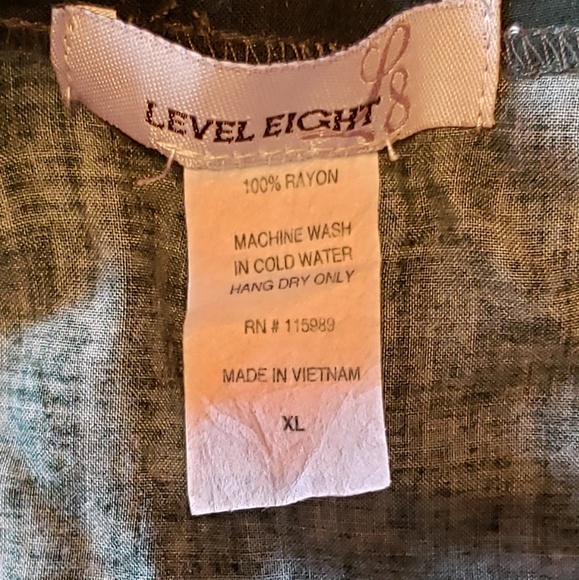 L8
LEVEL EIGHT
100% RAYON
MACHINE WASH
IN COLD WATER
HANG DRY ONLY
RN # 115989
MADE IN VIETNAM
XL